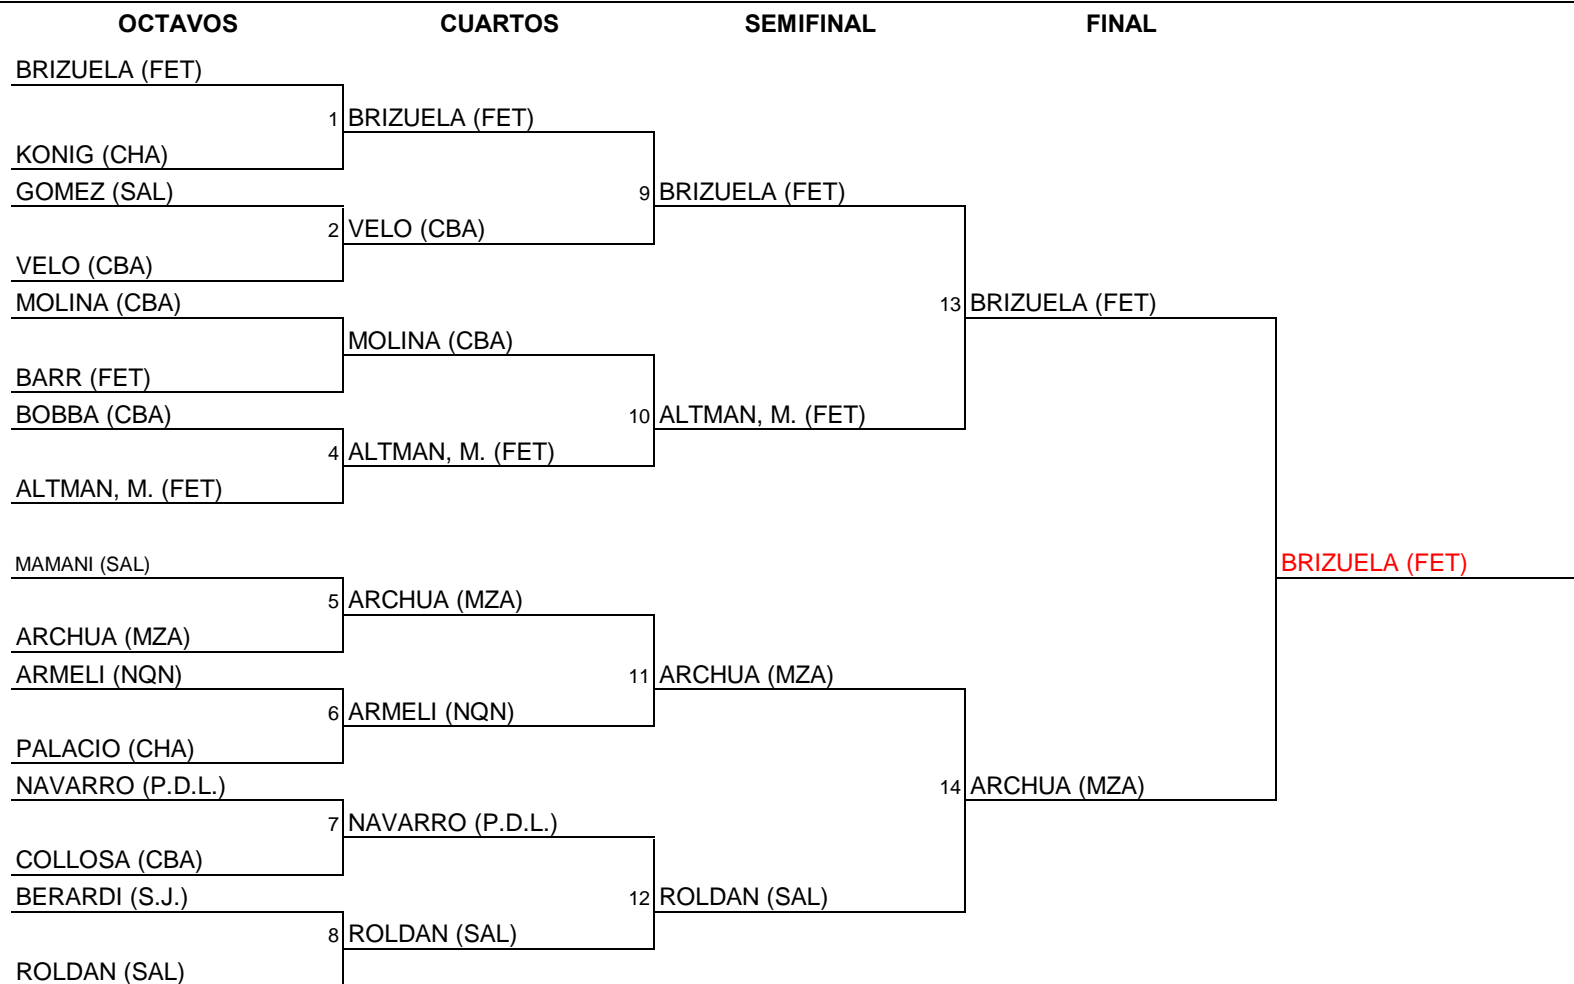 OCTAVOS CUARTOS SEMIFINAL FINAL
BRIZUELA (FET)
1 BRIZUELA (FET)
KONIG (CHA)
GOMEZ (SAL) 9 BRIZUELA (FET)
2 VELO (CBA)
VELO (CBA)
MOLINA (CBA) 13 BRIZUELA (FET)
MOLINA (CBA)
BARR (FET)
BOBBA (CBA) 10 ALTMAN, M. (FET)
4 ALTMAN, M. (FET)
ALTMAN, M. (FET)
MAMANI (SAL) BRIZUELA (FET)
5 ARCHUA (MZA)
ARCHUA (MZA)
ARMELI (NQN) 11 ARCHUA (MZA)
6 ARMELI (NQN)
PALACIO (CHA)
NAVARRO (P.D.L.) 14 ARCHUA (MZA)
7 NAVARRO (P.D.L.)
COLLOSA (CBA)
BERARDI (S.J.) 12 ROLDAN (SAL)
8 ROLDAN (SAL)
ROLDAN (SAL)